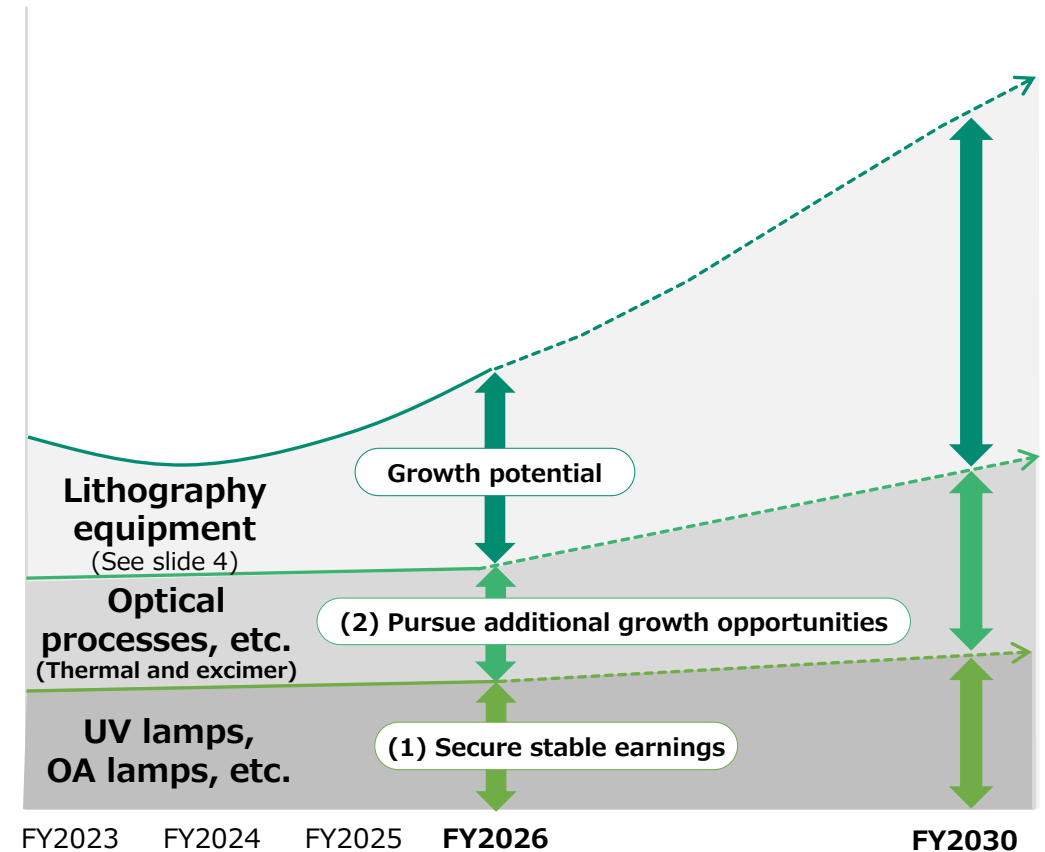 Growth potential
Lithography
equipment
(See slide 4)
Optical
processes, etc.
(Thermal and excimer)
(2) Pursue additional growth opportunities
UV lamps,
OA lamps, etc.
(1) Secure stable earnings
FY2023 FY2024 FY2025 FY2026 FY2030